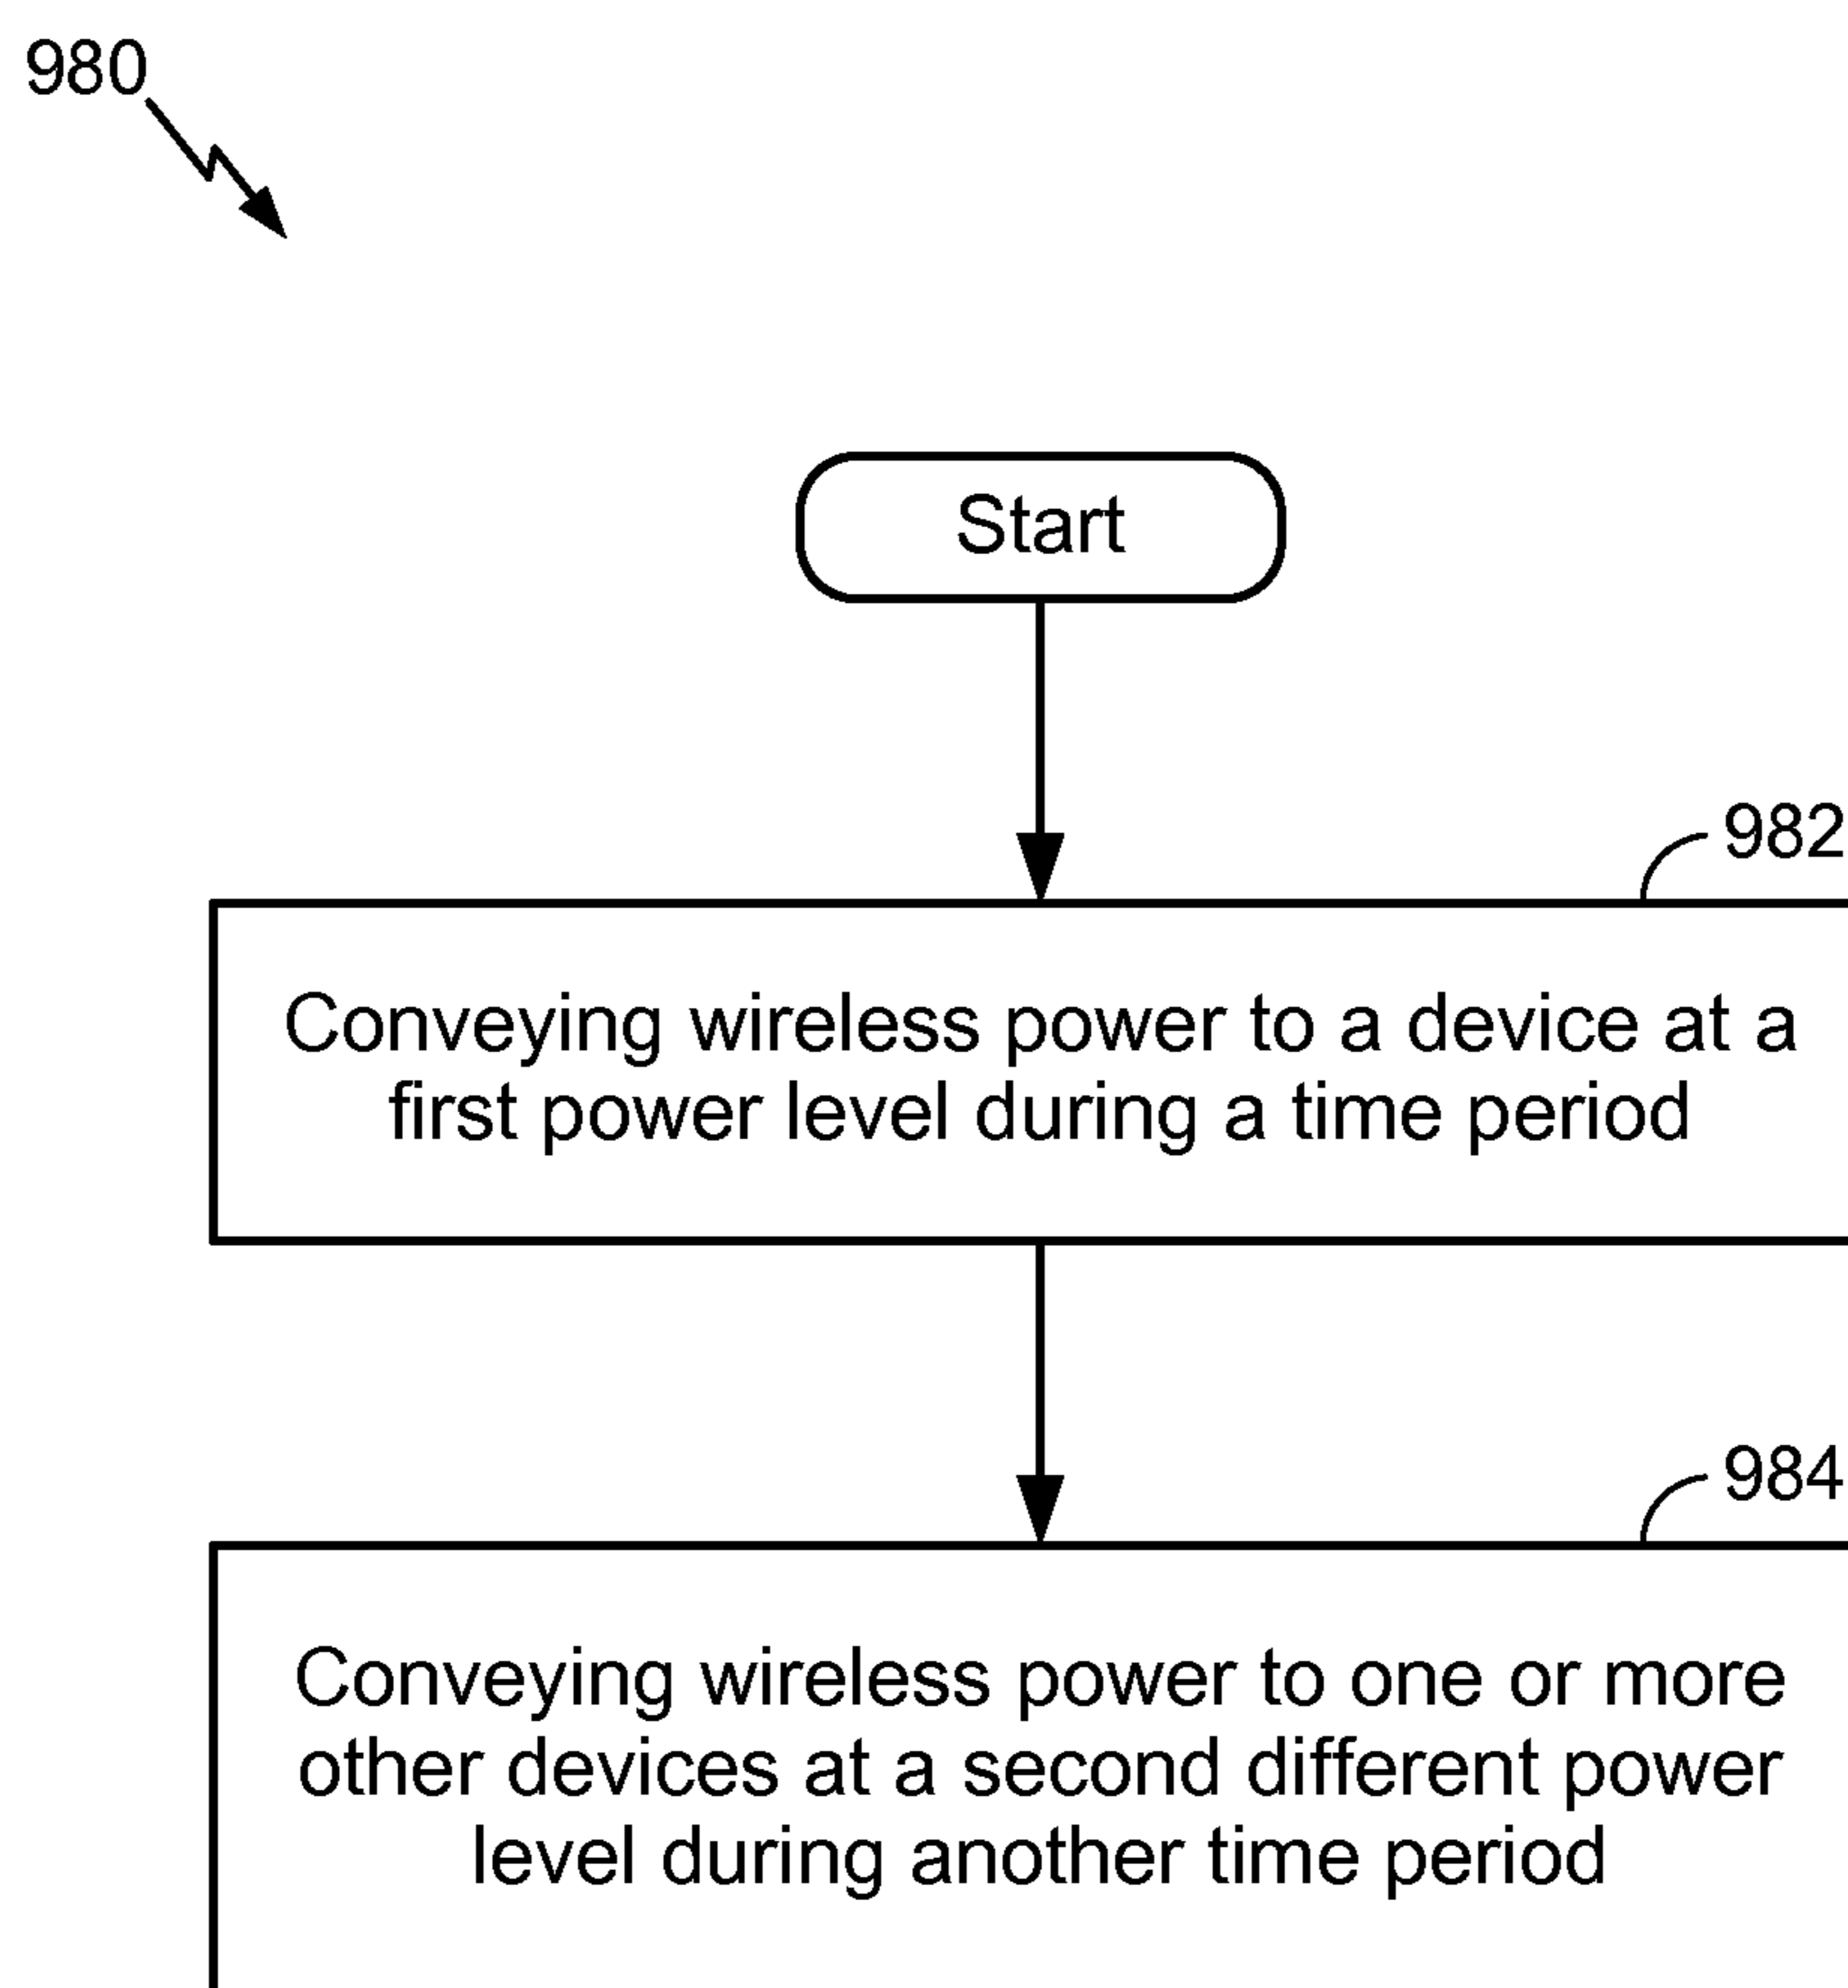 980
Start
982
Conveying wireless power to a device at a
first power level during a time period
984
Conveying wireless power to one or more
other devices at a second different power
level during another time period